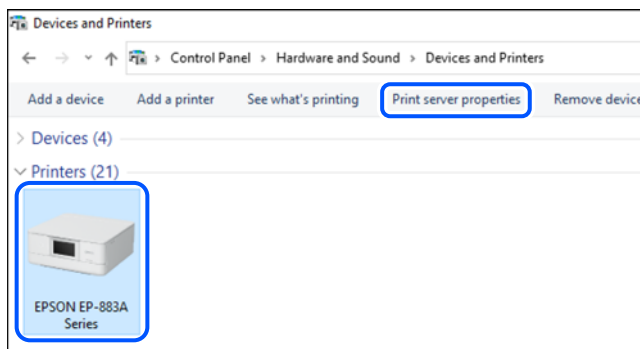 Devices and Printers
Control Panel > Hardware and Sound > Devices and Printers
Add a device Add a printer See what's printing Print server properties Remove device
Devices (4)
Printers (21)
EPSON EP-883A
Series